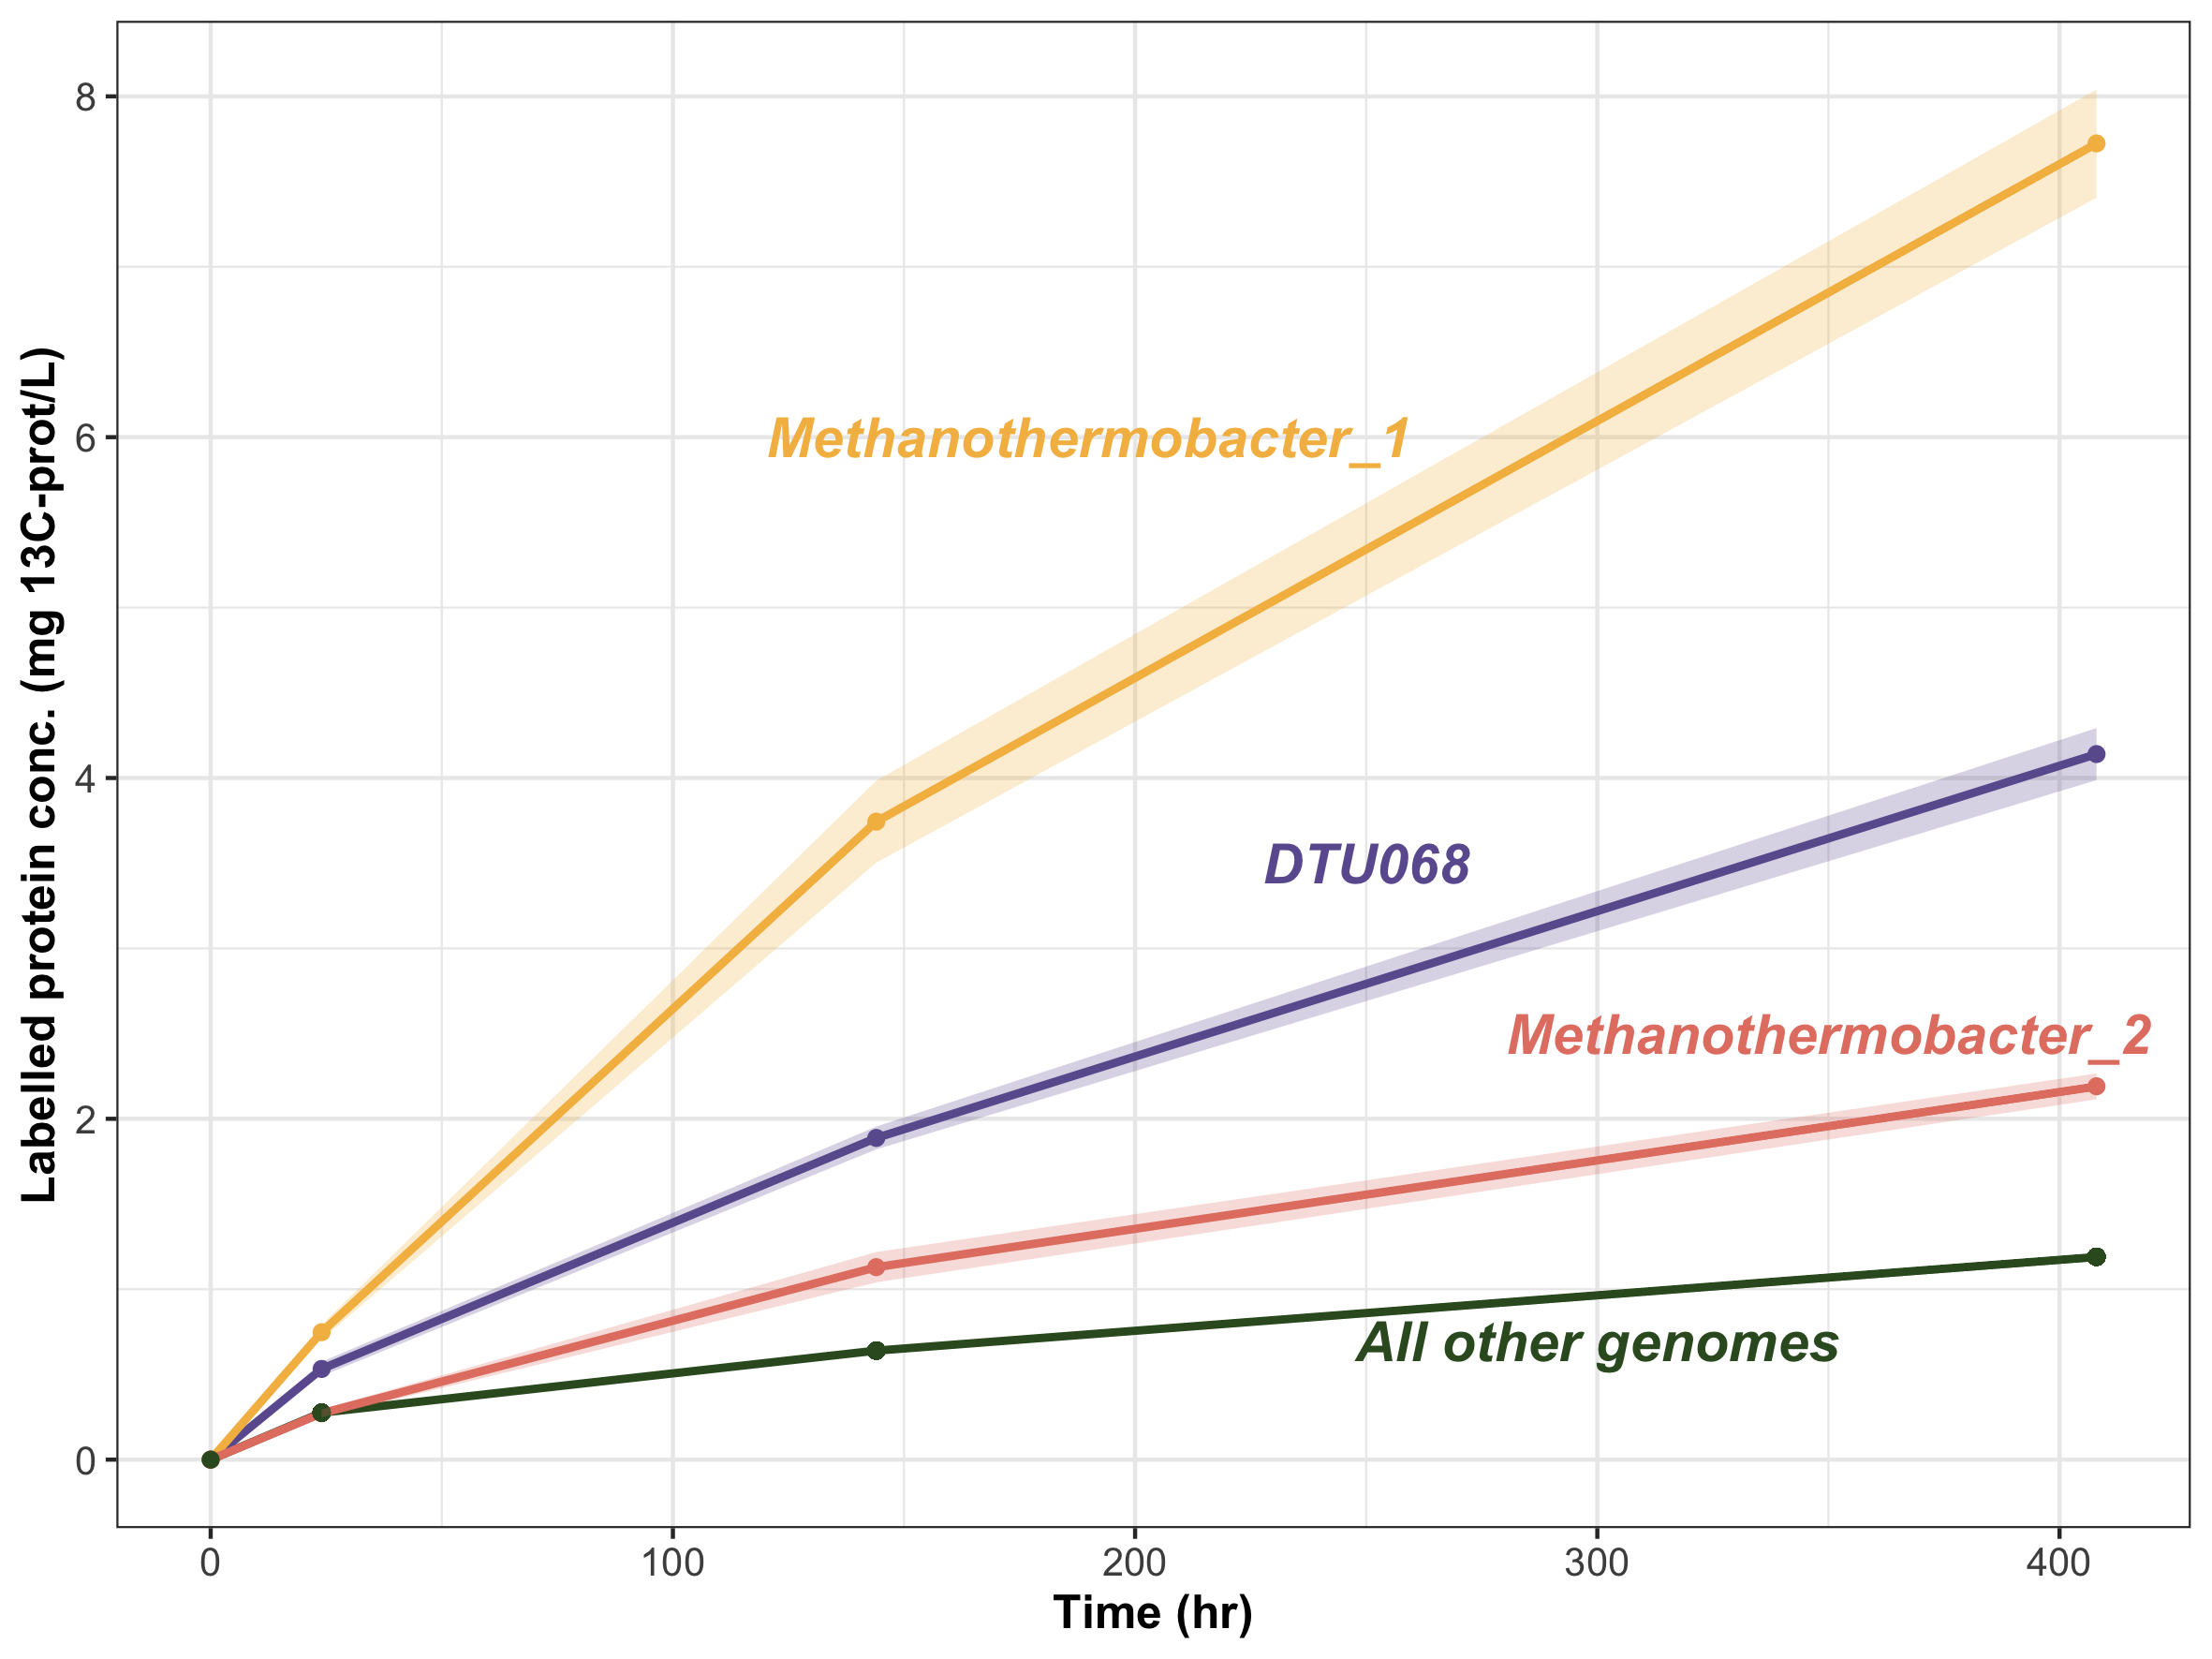 8
6
4
2
0
Labelled protein conc. (mg 13C-prot/L)
Methanothermobacter_1
DTU068
Methanothermobacter_2
All other genomes
0 100 200 300 400
Time (hr)